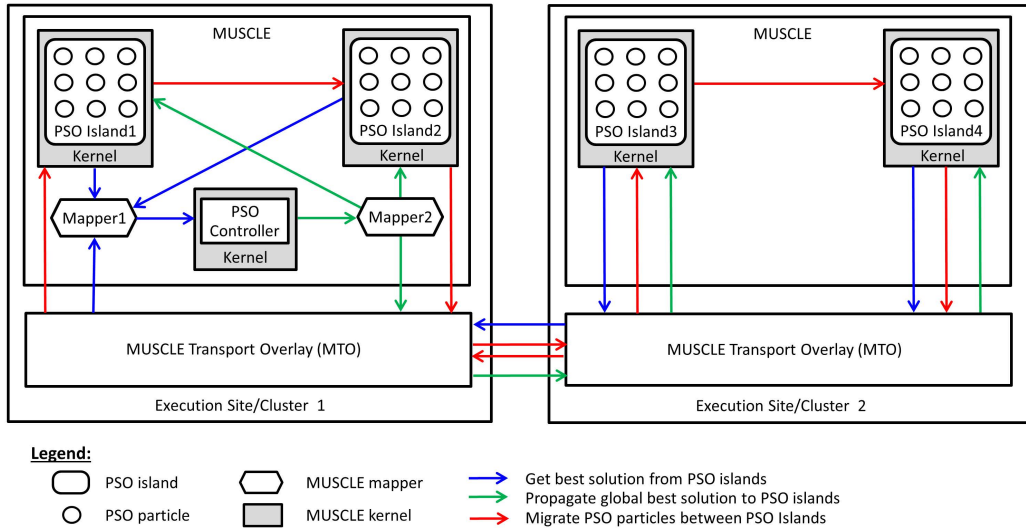 MUSCLE
PSO Island1
Kernel
PSO Island2
Kernel
Mapper1
PSO
Controller
Kernel
Mapper2
MUSCLE Transport Overlay (MTO)
Execution Site/Cluster 1
MUSCLE
PSO Island3
Kernel
PSO Island4
Kernel
MUSCLE Transport Overlay (MTO)
Execution Site/Cluster 2
Legend:
PSO island
PSO particle
MUSCLE mapper
MUSCLE kernel
Get best solution from PSO islands
Propagate global best solution to PSO islands
Migrate PSO particles between PSO Islands